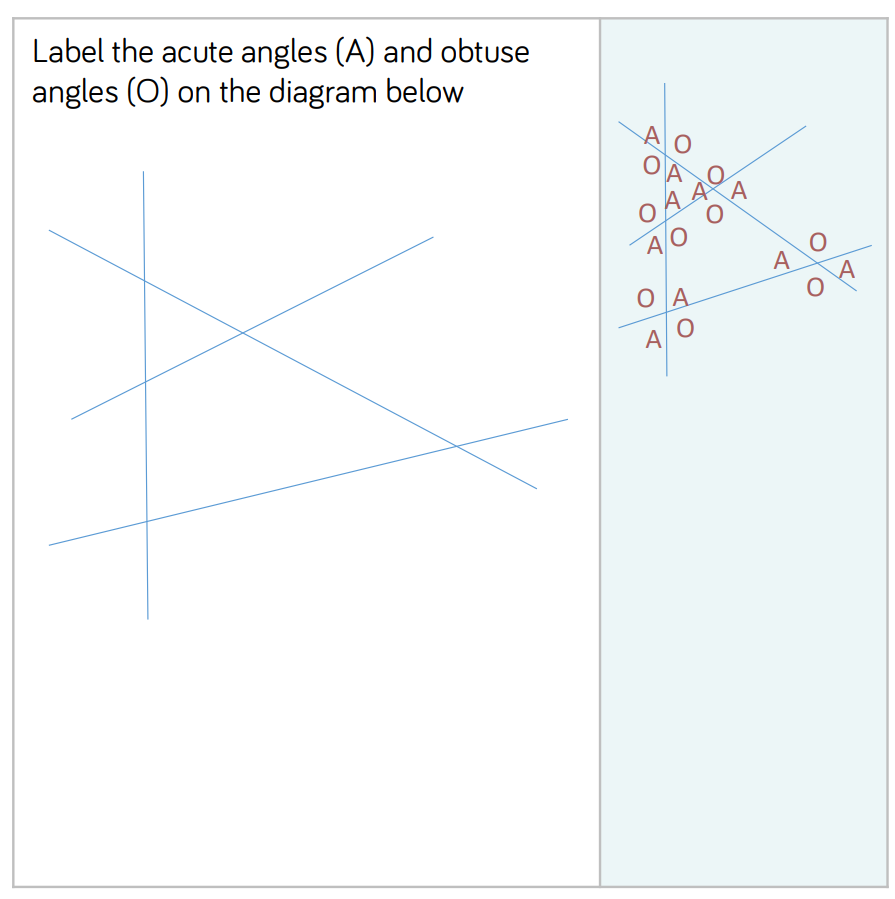 Label the acute angles (A) and obtuse
angles (O) on the diagram below
A O
O A
A O A
O A O
A O
O
A A
O
O A
A O